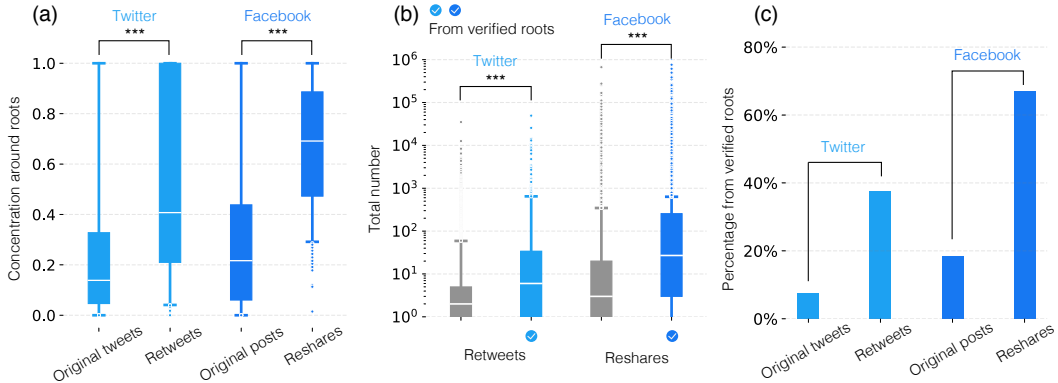 (a)
Twitter
Facebook
***
***
Concentration around roots
1.0
0.8
0.6
0.4
0.2
0.0
Original tweets
Retweets
Original posts
Reshares
(b)
From verified roots
Facebook
***
Twitter
***
Total number
10^6
10^5
10^4
10^3
10^2
10^1
10^0
Retweets
Reshares
(c)
80%
Facebook
60%
Twitter
40%
20%
0%
Percentage from verified roots
Original tweets
Retweets
Original posts
Reshares